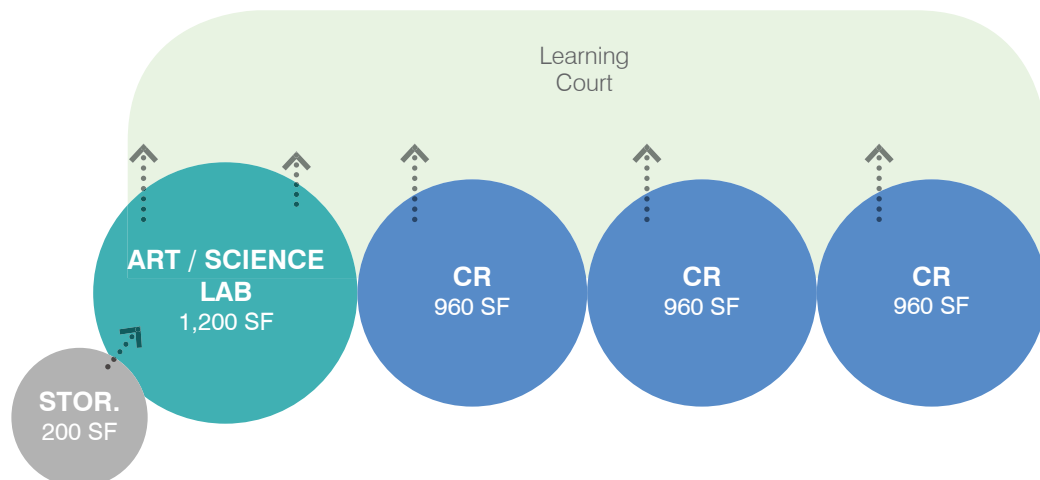 Learning
Court
ART / SCIENCE
LAB
1,200 SF
CR
960 SF
CR
960 SF
CR
960 SF
STOR.
200 SF